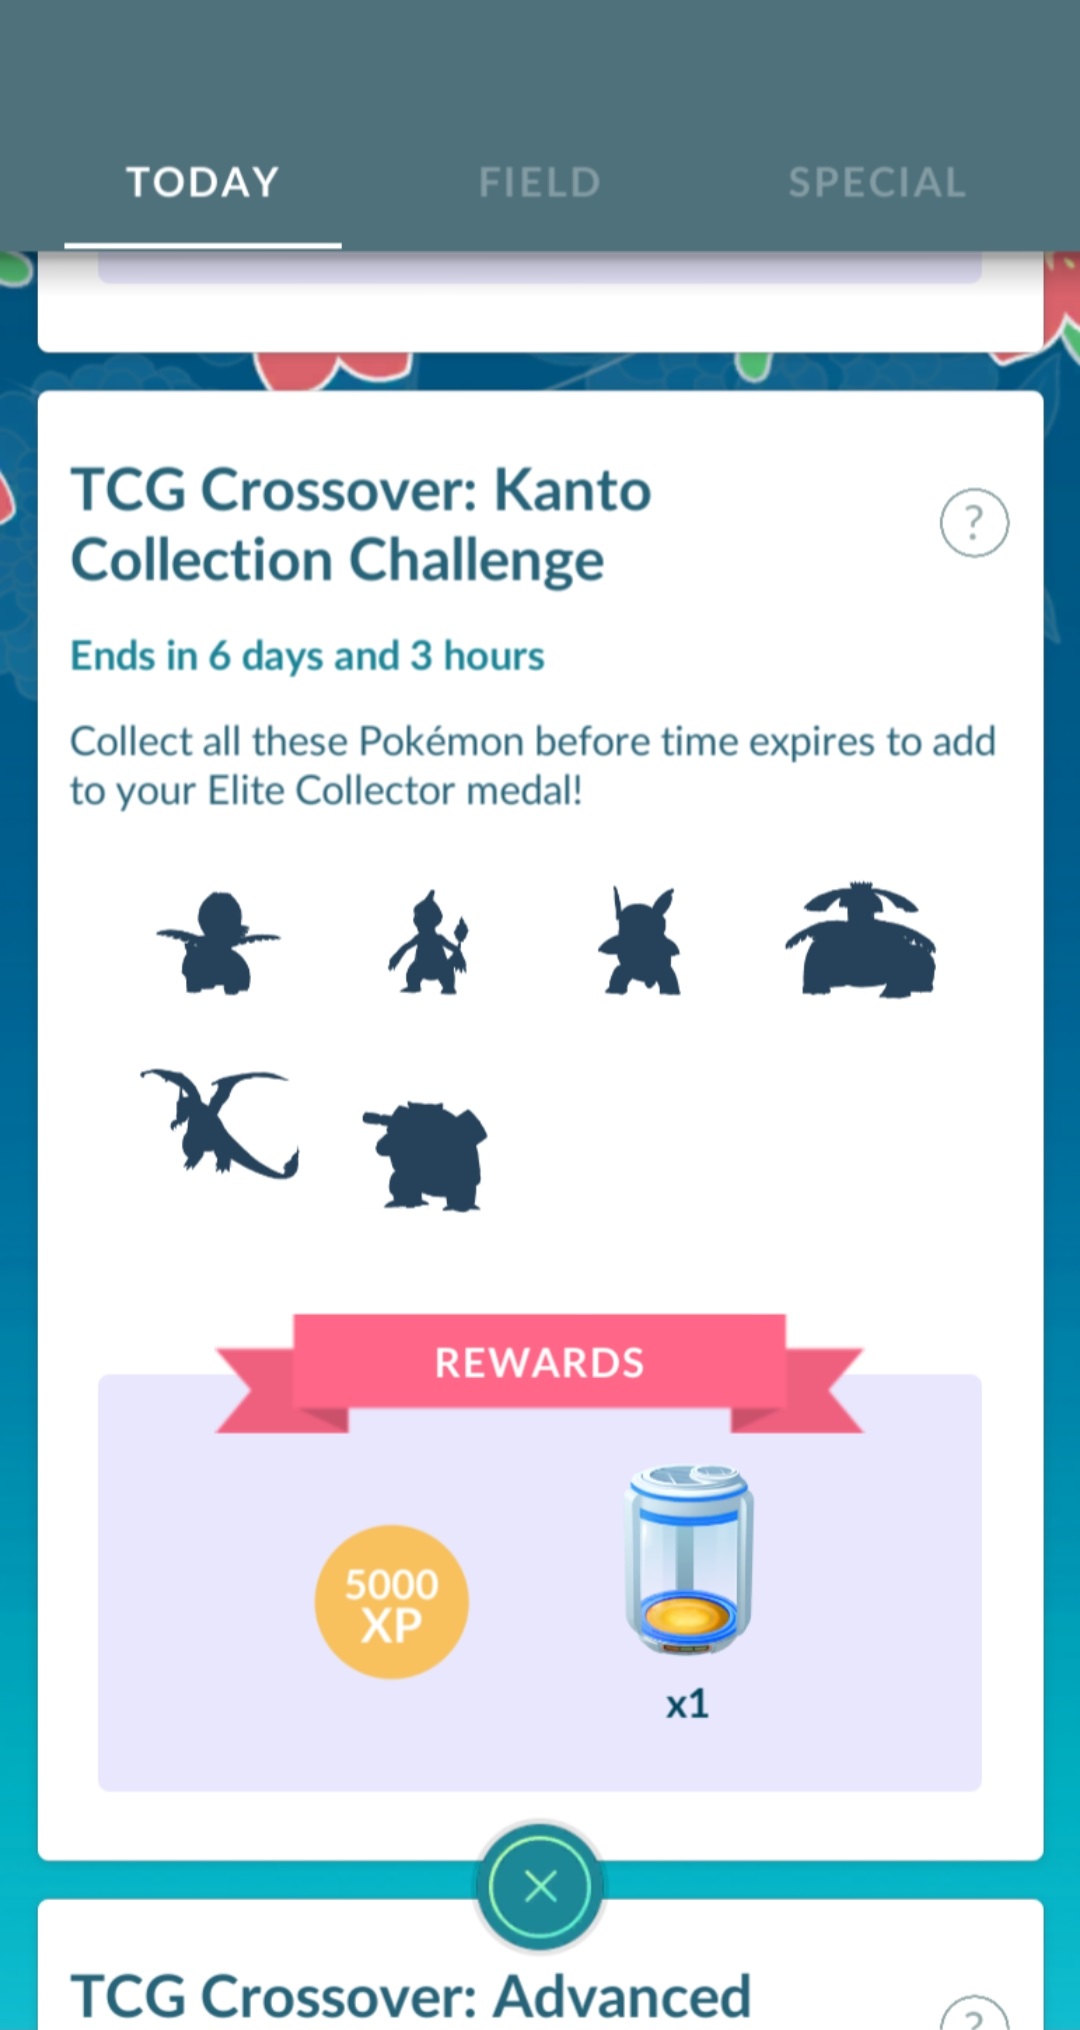 TODAY
FIELD
SPECIAL
TCG Crossover: Kanto
Collection Challenge
?
Ends in 6 days and 3 hours
Collect all these Pokémon before time expires to add
to your Elite Collector medal!
REWARDS
5000
XP
x1
TCG Crossover: Advanced
?